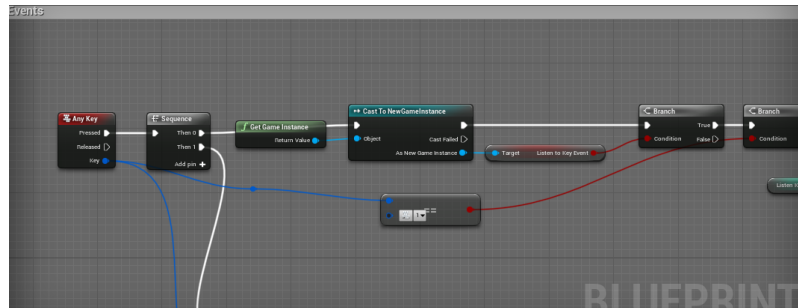 Events
Any Key
Pressed
Released
Key
Sequence
Then 0
Then 1
Add pin
Get Game Instance
Return Value
Cast To NewGameInstance
Object
Cast Failed
As New Game Instance
Target
Listen to Key Event
1
==
Branch
True
Condition
False
Branch
Condition
Listen
BLUEPRINT